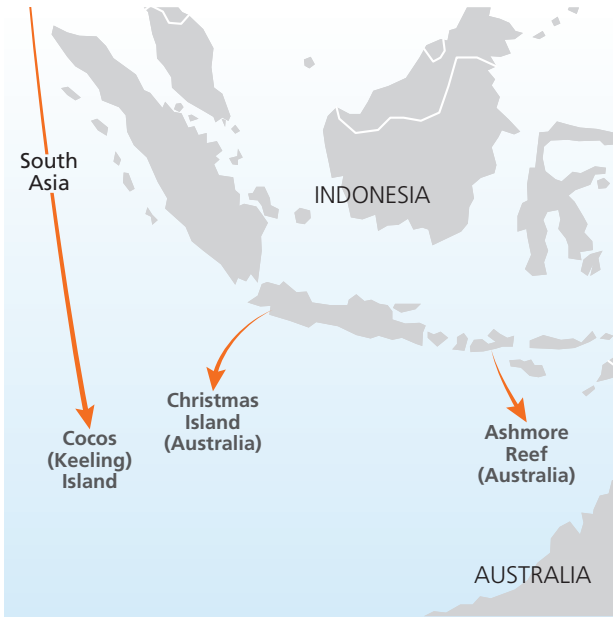 South
Asia
INDONESIA
Christmas
Island
(Australia)
Cocos
(Keeling)
Island
Ashmore
Reef
(Australia)
AUSTRALIA